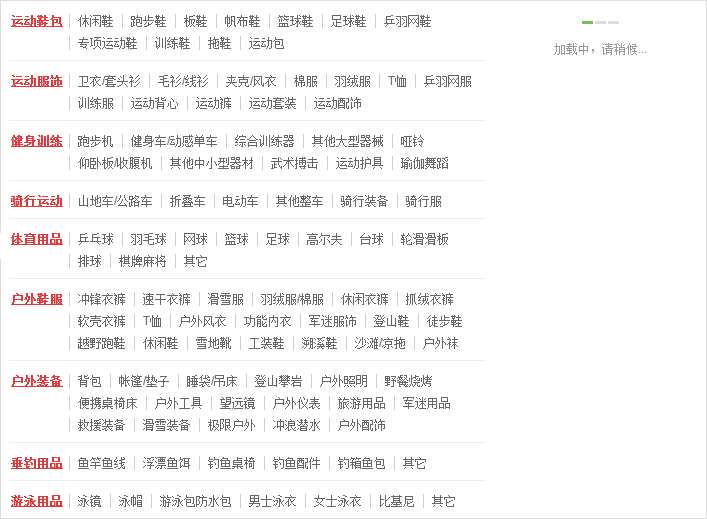 运动鞋包 休闲鞋 跑步鞋 板鞋 帆布鞋 篮球鞋 足球鞋 乒羽网鞋
专项运动鞋 训练鞋 拖鞋 运动包
运动服饰 卫衣/套头衫 毛衫/线衫 夹克/风衣 棉服 羽绒服 T恤 乒羽网服
训练服 运动背心 运动裤 运动套装 运动配饰
健身训练 跑步机 健身车/动感单车 综合训练器 其他大型器械 哑铃
仰卧板/收腹机 其他中小型器材 武术搏击 运动护具 瑜伽舞蹈
骑行运动 山地车/公路车 折叠车 电动车 其他整车 骑行装备 骑行服
体育用品 乒乓球 羽毛球 网球 篮球 足球 高尔夫 台球 轮滑滑板
排球 棋牌麻将 其它
户外鞋服 冲锋衣裤 速干衣裤 滑雪服 羽绒服/棉服 休闲衣裤 抓绒衣裤
软壳衣裤 T恤 户外风衣 功能内衣 军迷服饰 登山鞋 徒步鞋
越野跑鞋 休闲鞋 雪地靴 工装鞋 溯溪鞋 沙滩/凉拖 户外袜
户外装备 背包 帐篷/垫子 睡袋/吊床 登山攀岩 户外照明 野餐烧烤
便携桌椅床 户外工具 望远镜 户外仪表 旅游用品 军迷用品
救援装备 滑雪装备 极限户外 冲浪潜水 户外配饰
垂钓用品 鱼竿鱼线 浮漂鱼饵 钓鱼桌椅 钓鱼配件 钓箱鱼包 其它
游泳用品 泳镜 泳帽 游泳包防水包 男士泳衣 女士泳衣 比基尼 其它
加载中，请稍候...